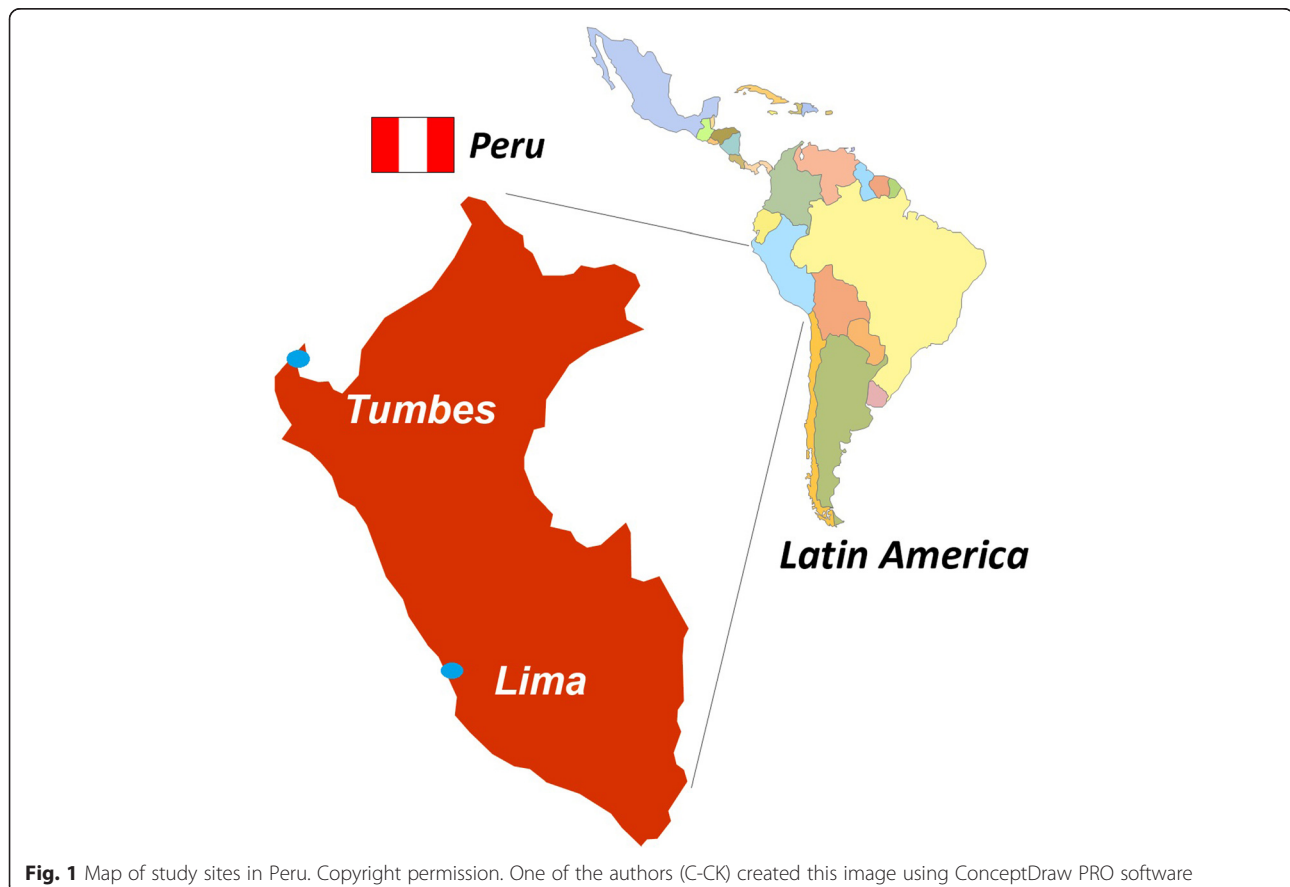 Peru
Tumbes
Latin America
Lima
Fig. 1 Map of study sites in Peru. Copyright permission. One of the authors (C-CK) created this image using ConceptDraw PRO software